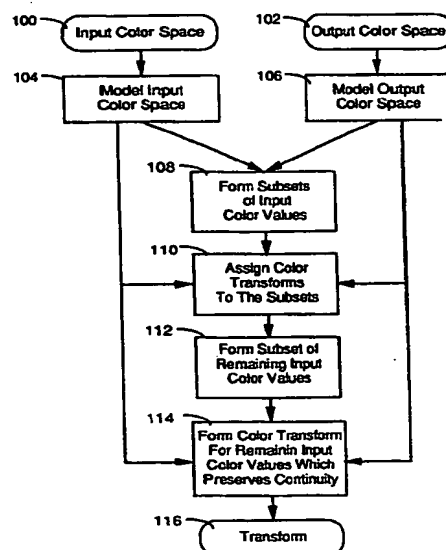 100
Input Color Space
102
Output Color Space
104
Model Input
Color Space
106
Model Output
Color Space
108
Form Subsets
of Input
Color Values
110
Assign Color
Transforms
To The Subsets
112
Form Subset of
Remaining Input
Color Values
114
Form Color Transform
For Remainin Input
Color Values Which
Preserves Continuity
116
Transform